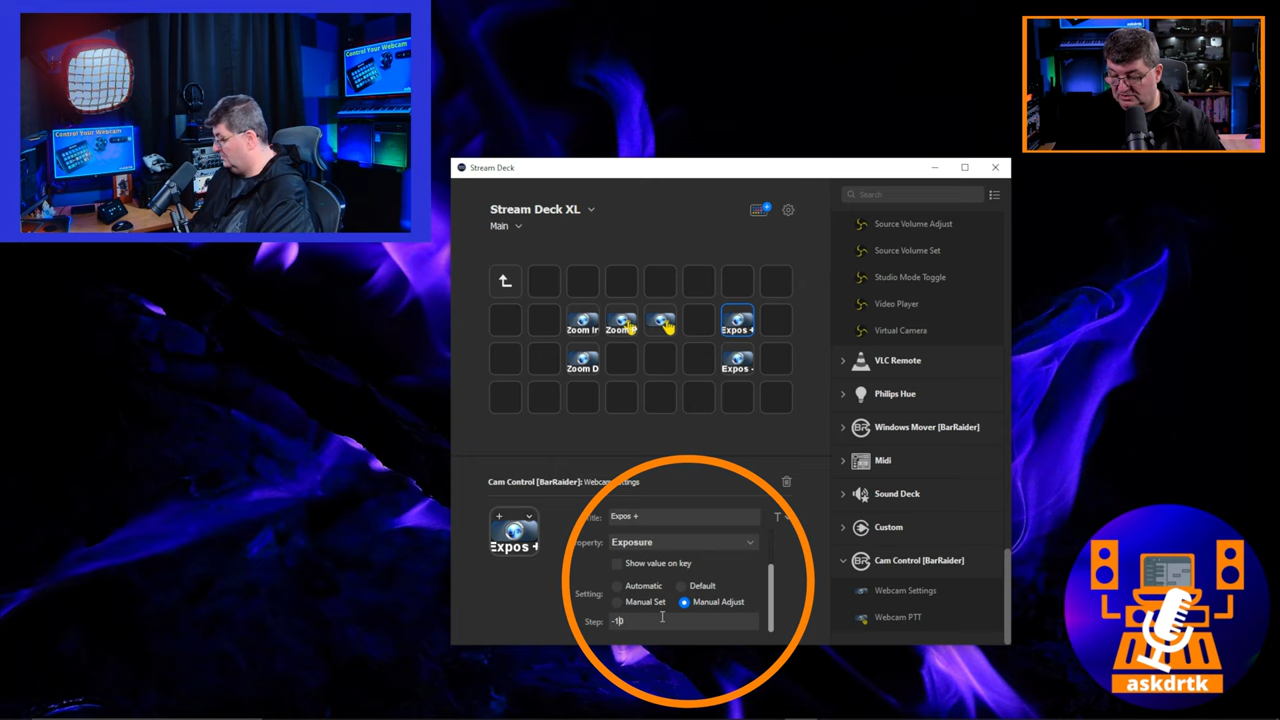 Control Your Webcam
Control Your Webcam
Stream Deck
Stream Deck XL
Main
Zoom In
Expos +
Zoom D
Expos -
Cam Control [BarRaider]: Webcam Settings
Expos +
Title:
Expos +
T
Property:
Exposure
Show value on key
Setting:
Automatic
Default
Manual Set
Manual Adjust
Step:
-10
Search
Source Volume Adjust
Source Volume Set
Studio Mode Toggle
Video Player
Virtual Camera
VLC Remote
Philips Hue
BR
Windows Mover [BarRaider]
Midi
Sound Deck
Custom
BR
Cam Control [BarRaider]
Webcam Settings
Webcam PTT
askdrtk